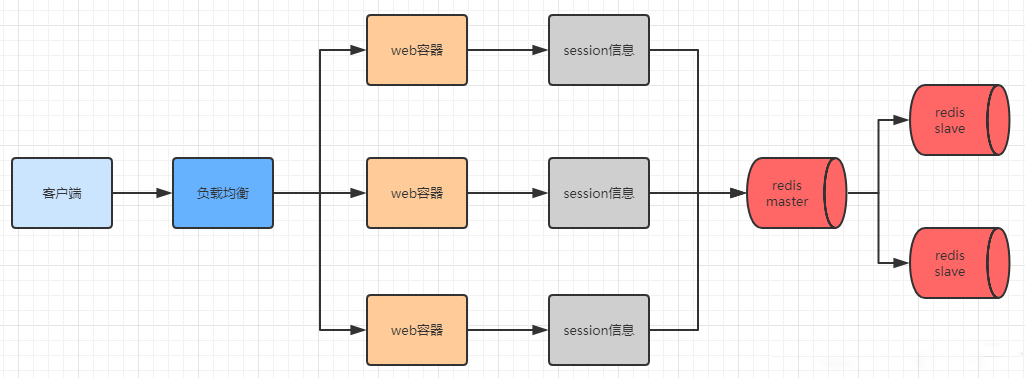 客户端
负载均衡
web容器
session信息
web容器
session信息
web容器
session信息
redis
master
redis
slave
redis
slave